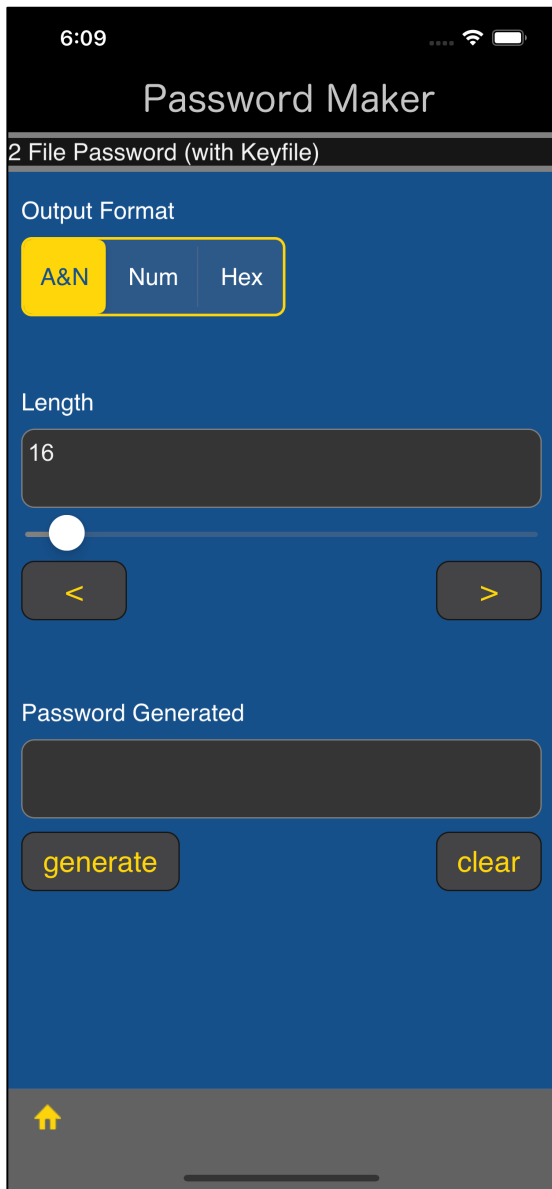 6:09
Password Maker
2 File Password (with Keyfile)
Output Format
A&N Num Hex
Length
16
< >
Password Generated
generate clear